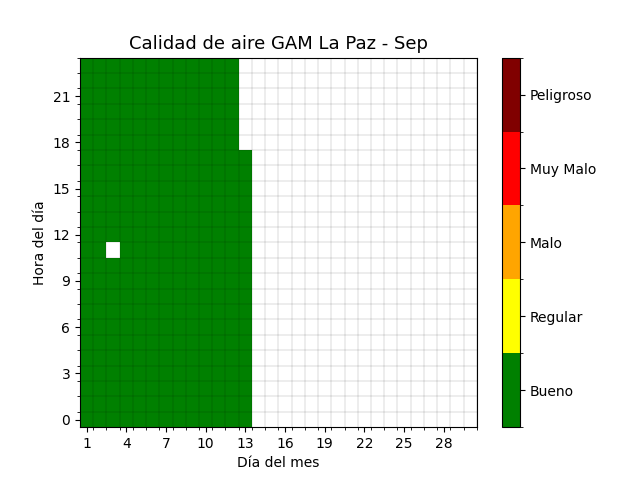 Calidad de aire GAM La Paz - Sep
Hora del día
21
18
15
12
9
6
3
0
1 4 7 10 13 16 19 22 25 28
Día del mes
Peligroso
Muy Malo
Malo
Regular
Bueno